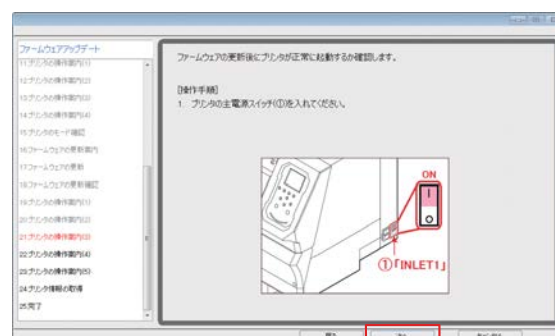 ファームウェアアップデート
11.プリンタの操作案内(1)
12.プリンタの操作案内(2)
13.プリンタの操作案内(3)
14.プリンタの操作案内(4)
15.プリンタのモード確認
16.ファームウェアの更新案内
17.ファームウェアの更新
18.ファームウェアの更新確認
19.プリンタの操作案内(1)
20.プリンタの操作案内(2)
21.プリンタの操作案内(3)
22.プリンタの操作案内(4)
23.プリンタの操作案内(5)
24.プリンタ情報の取得
25.完了
ファームウェアの更新後にプリンタが正常に起動するか確認します。
[操作手順]
1. プリンタの主電源スイッチ(①)を入れてください。
ON
①「INLET1」